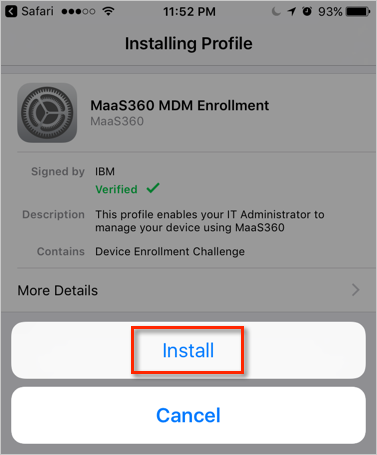 Safari 11:52 PM 93%
Installing Profile
MaaS360 MDM Enrollment
MaaS360
Signed by IBM
Verified
Description This profile enables your IT Administrator to
manage your device using MaaS360
Contains Device Enrollment Challenge
More Details
Install
Cancel